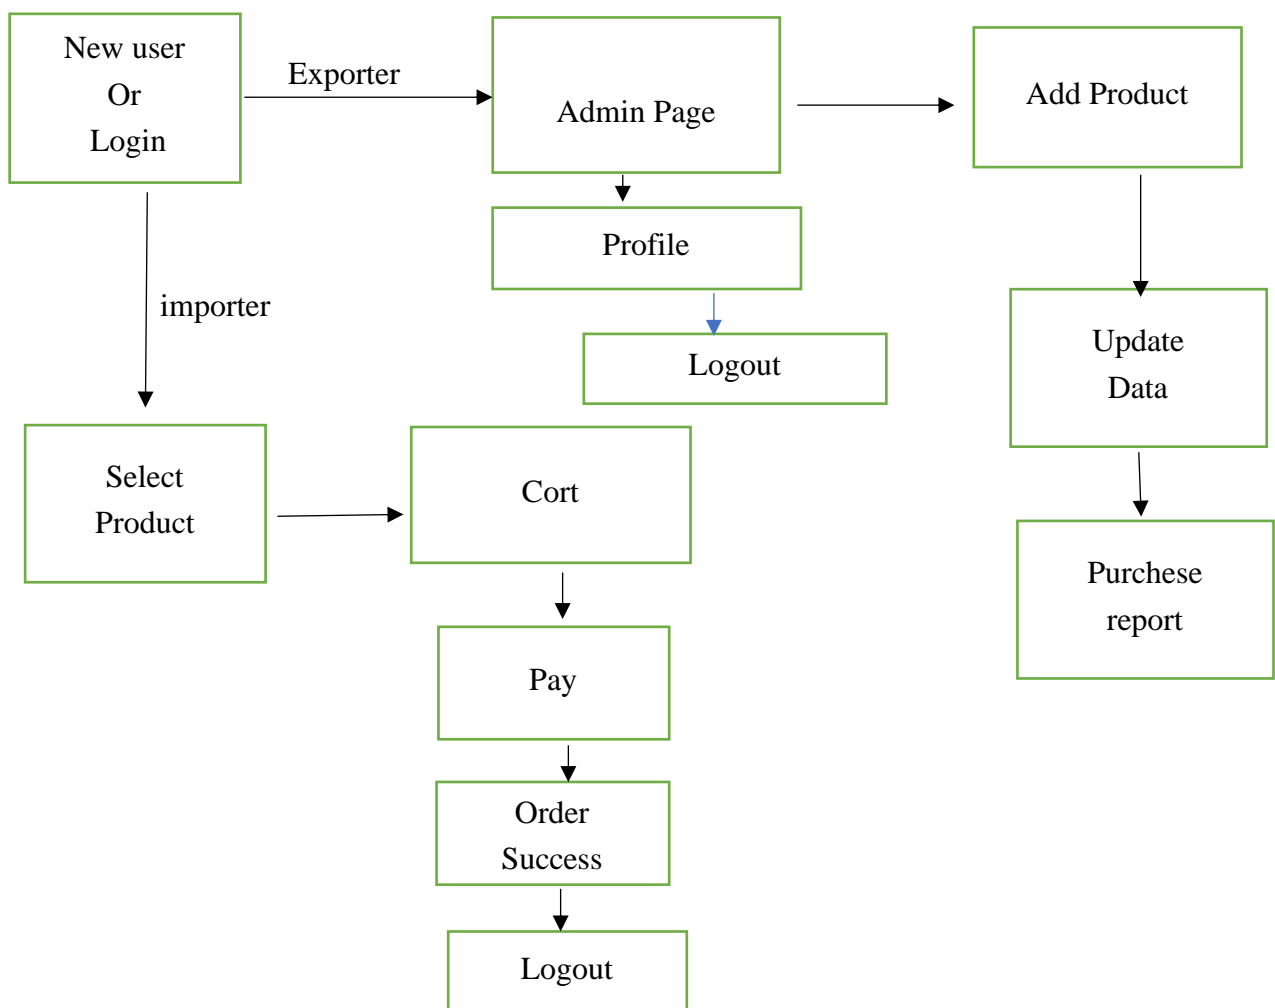 New user
Or
Login
Exporter
Admin Page
Add Product
Profile
importer
Logout
Update
Data
Select
Product
Cort
Purchese
report
Pay
Order
Success
Logout